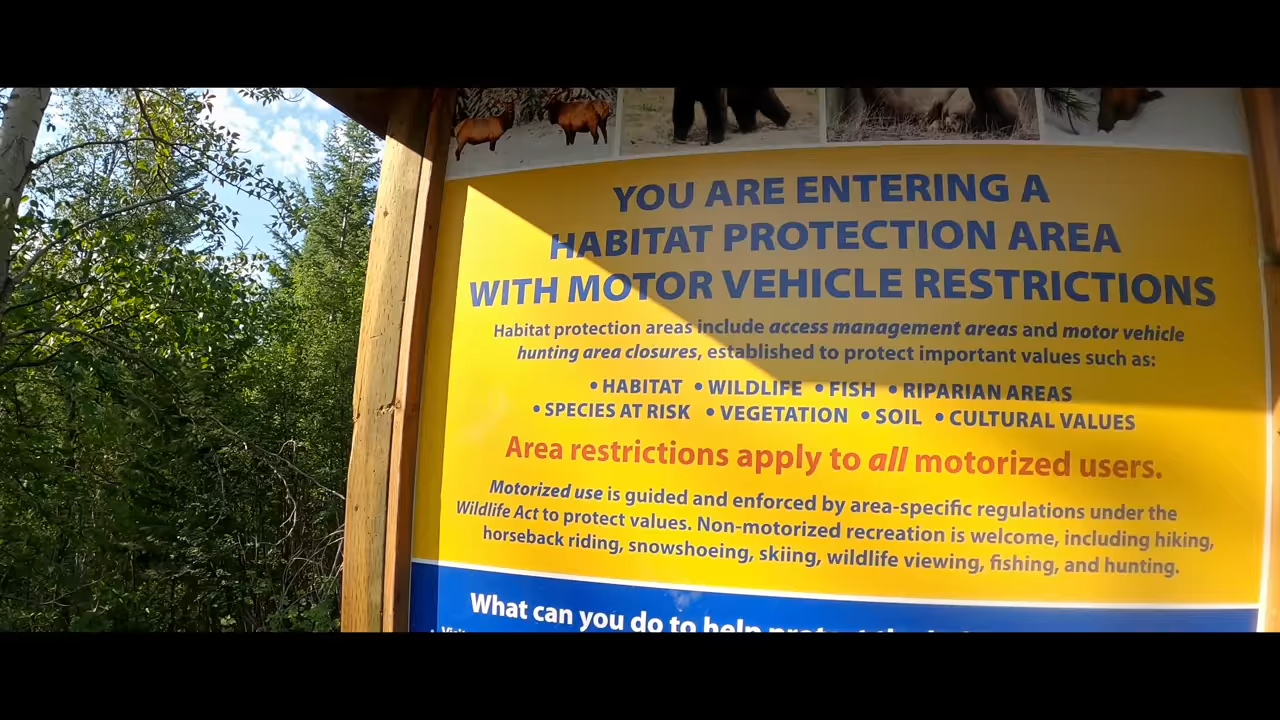 YOU ARE ENTERING A
HABITAT PROTECTION AREA
WITH MOTOR VEHICLE RESTRICTIONS
Habitat protection areas include access management areas and motor vehicle
hunting area closures, established to protect important values such as:
• HABITAT • WILDLIFE • FISH • RIPARIAN AREAS
• SPECIES AT RISK • VEGETATION • SOIL • CULTURAL VALUES
Area restrictions apply to all motorized users.
Motorized use is guided and enforced by area-specific regulations under the
Wildlife Act to protect values. Non-motorized recreation is welcome, including hiking,
horseback riding, snowshoeing, skiing, wildlife viewing, fishing, and hunting.
What can you do to help protect